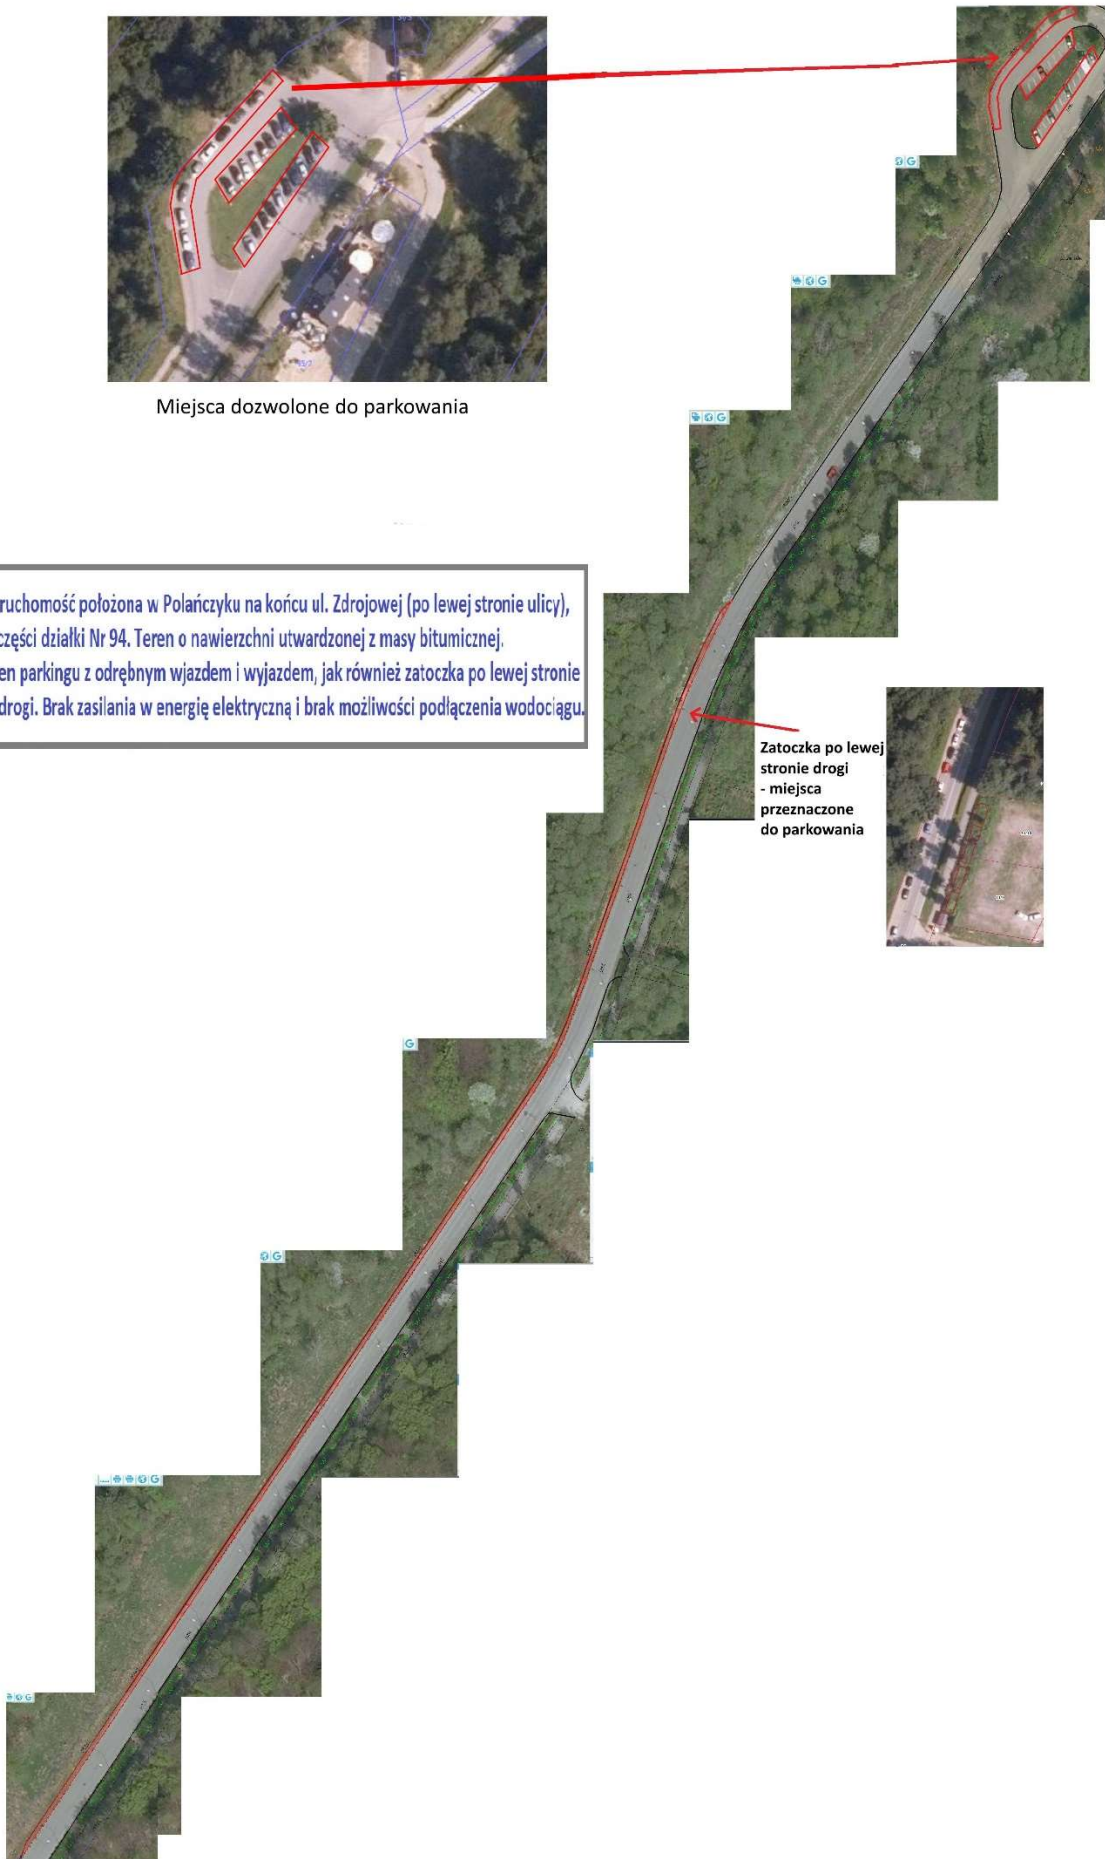 Miejsca dozwolone do parkowania
ruchomość położona w Polańczyku na końcu ul. Zdrojowej (po lewej stronie ulicy),
części działki Nr 94. Teren o nawierzchni utwardzonej z masy bitumicznej.
en parkingu z odrębnym wjazdem i wyjazdem, jak również zatoczka po lewej stronie
drogi. Brak zasilania w energię elektryczną i brak możliwości podłączenia wodociągu.
Zatoczka po lewej
stronie drogi
- miejsca
przeznaczone
do parkowania